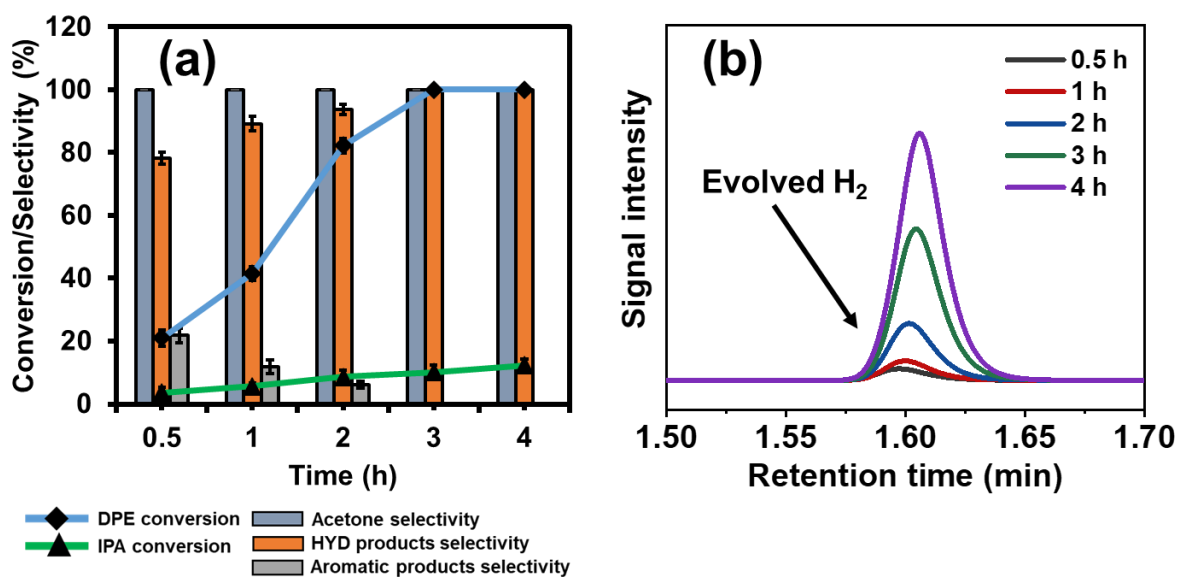 (a)
Conversion/Selectivity (%)
120
100
80
60
40
20
0
0.5 1 2 3 4
Time (h)
DPE conversion
IPA conversion
Acetone selectivity
HYD products selectivity
Aromatic products selectivity
(b)
Signal intensity
Evolved H₂
0.5 h
1 h
2 h
3 h
4 h
1.50 1.55 1.60 1.65 1.70
Retention time (min)